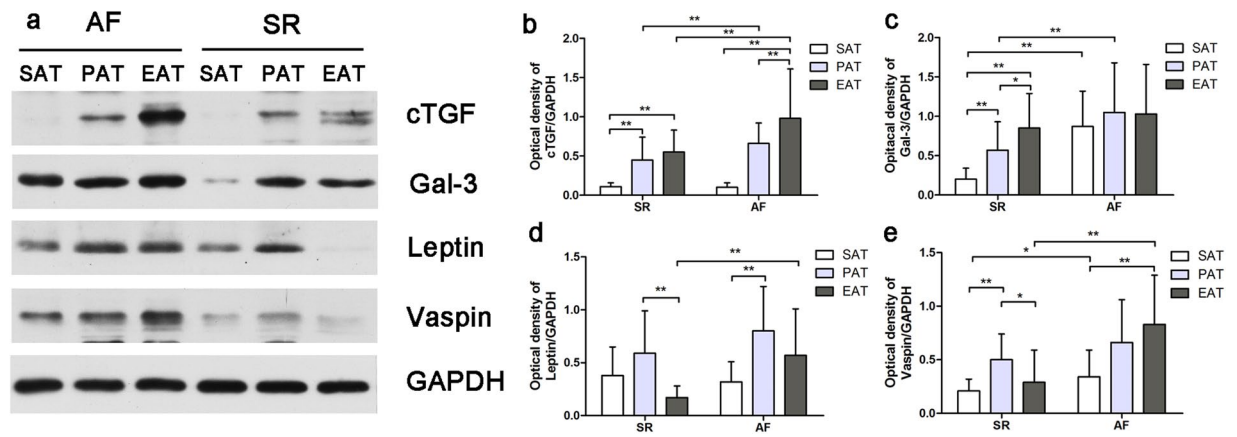 a
AF SR
SAT PAT EAT SAT PAT EAT
cTGF
Gal-3
Leptin
Vaspin
GAPDH
b
Optical density of
cTGF/GAPDH
2.0
1.5
1.0
0.5
0.0
** 
**
**
**
**
**
SR AF
SAT
PAT
EAT
c
Opitacal density of
Gal-3/GAPDH
2.0
1.5
1.0
0.5
0.0
**
**
**
*
**
SR AF
SAT
PAT
EAT
d
Optical density of
Leptin/GAPDH
1.5
1.0
0.5
0.0
**
**
**
SR AF
SAT
PAT
EAT
e
Optical density of
Vaspin/GAPDH
1.5
1.0
0.5
0.0
**
*
**
**
*
SR AF
SAT
PAT
EAT